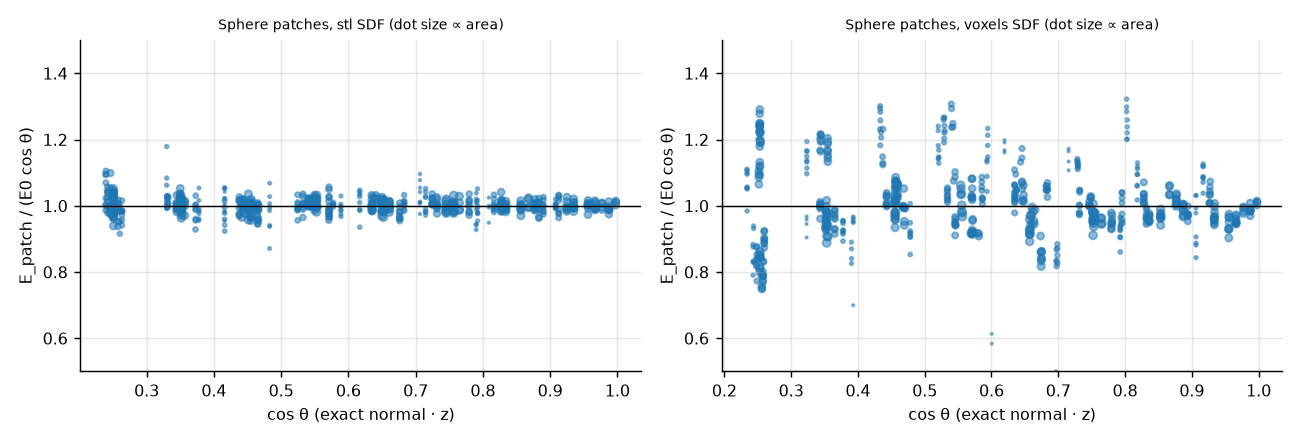 Sphere patches, stl SDF (dot size ∝ area)
E_patch / (E0 cos θ)
1.4
1.2
1.0
0.8
0.6
0.3 0.4 0.5 0.6 0.7 0.8 0.9 1.0
cos θ (exact normal · z)
Sphere patches, voxels SDF (dot size ∝ area)
E_patch / (E0 cos θ)
1.4
1.2
1.0
0.8
0.6
0.2 0.3 0.4 0.5 0.6 0.7 0.8 0.9 1.0
cos θ (exact normal · z)